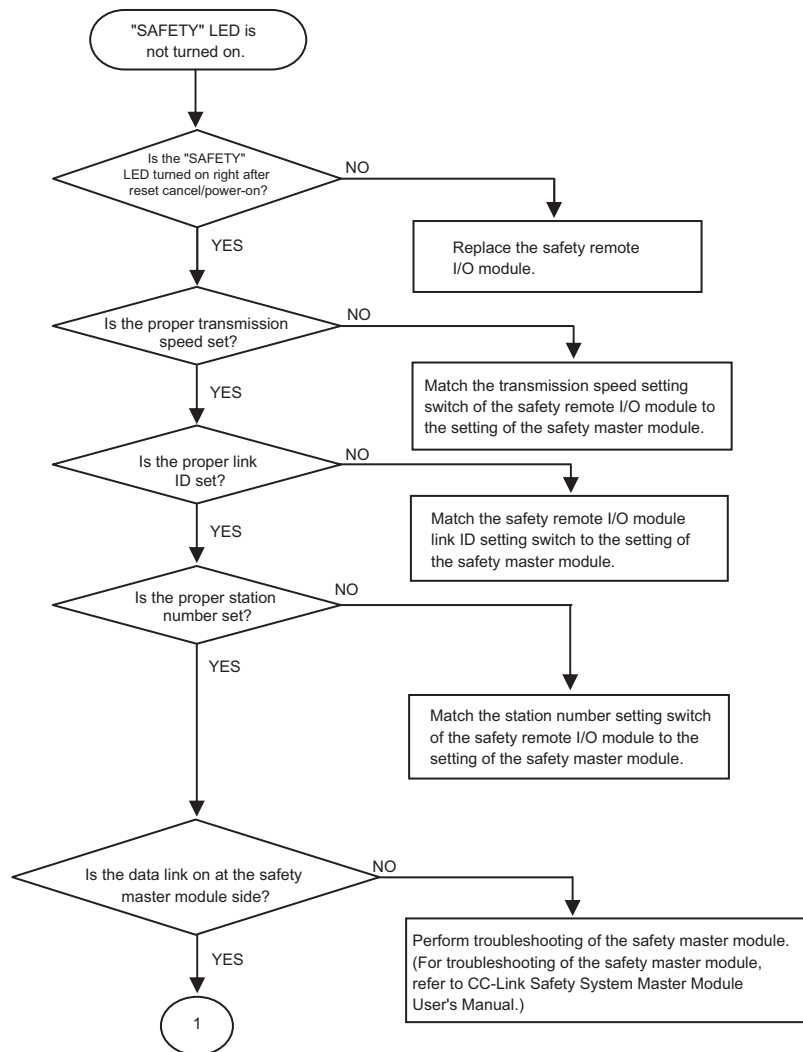 "SAFETY" LED is
not turned on.
Is the "SAFETY"
LED turned on right after
reset cancel/power-on?
NO
Replace the safety remote
I/O module.
YES
Is the proper transmission
speed set?
NO
Match the transmission speed setting
switch of the safety remote I/O module to
the setting of the safety master module.
YES
Is the proper link
ID set?
NO
Match the safety remote I/O module
link ID setting switch to the setting of
the safety master module.
YES
Is the proper station
number set?
NO
Match the station number setting switch
of the safety remote I/O module to the
setting of the safety master module.
YES
Is the data link on at the safety
master module side?
NO
Perform troubleshooting of the safety master module.
(For troubleshooting of the safety master module,
refer to CC-Link Safety System Master Module
User's Manual.)
YES
1